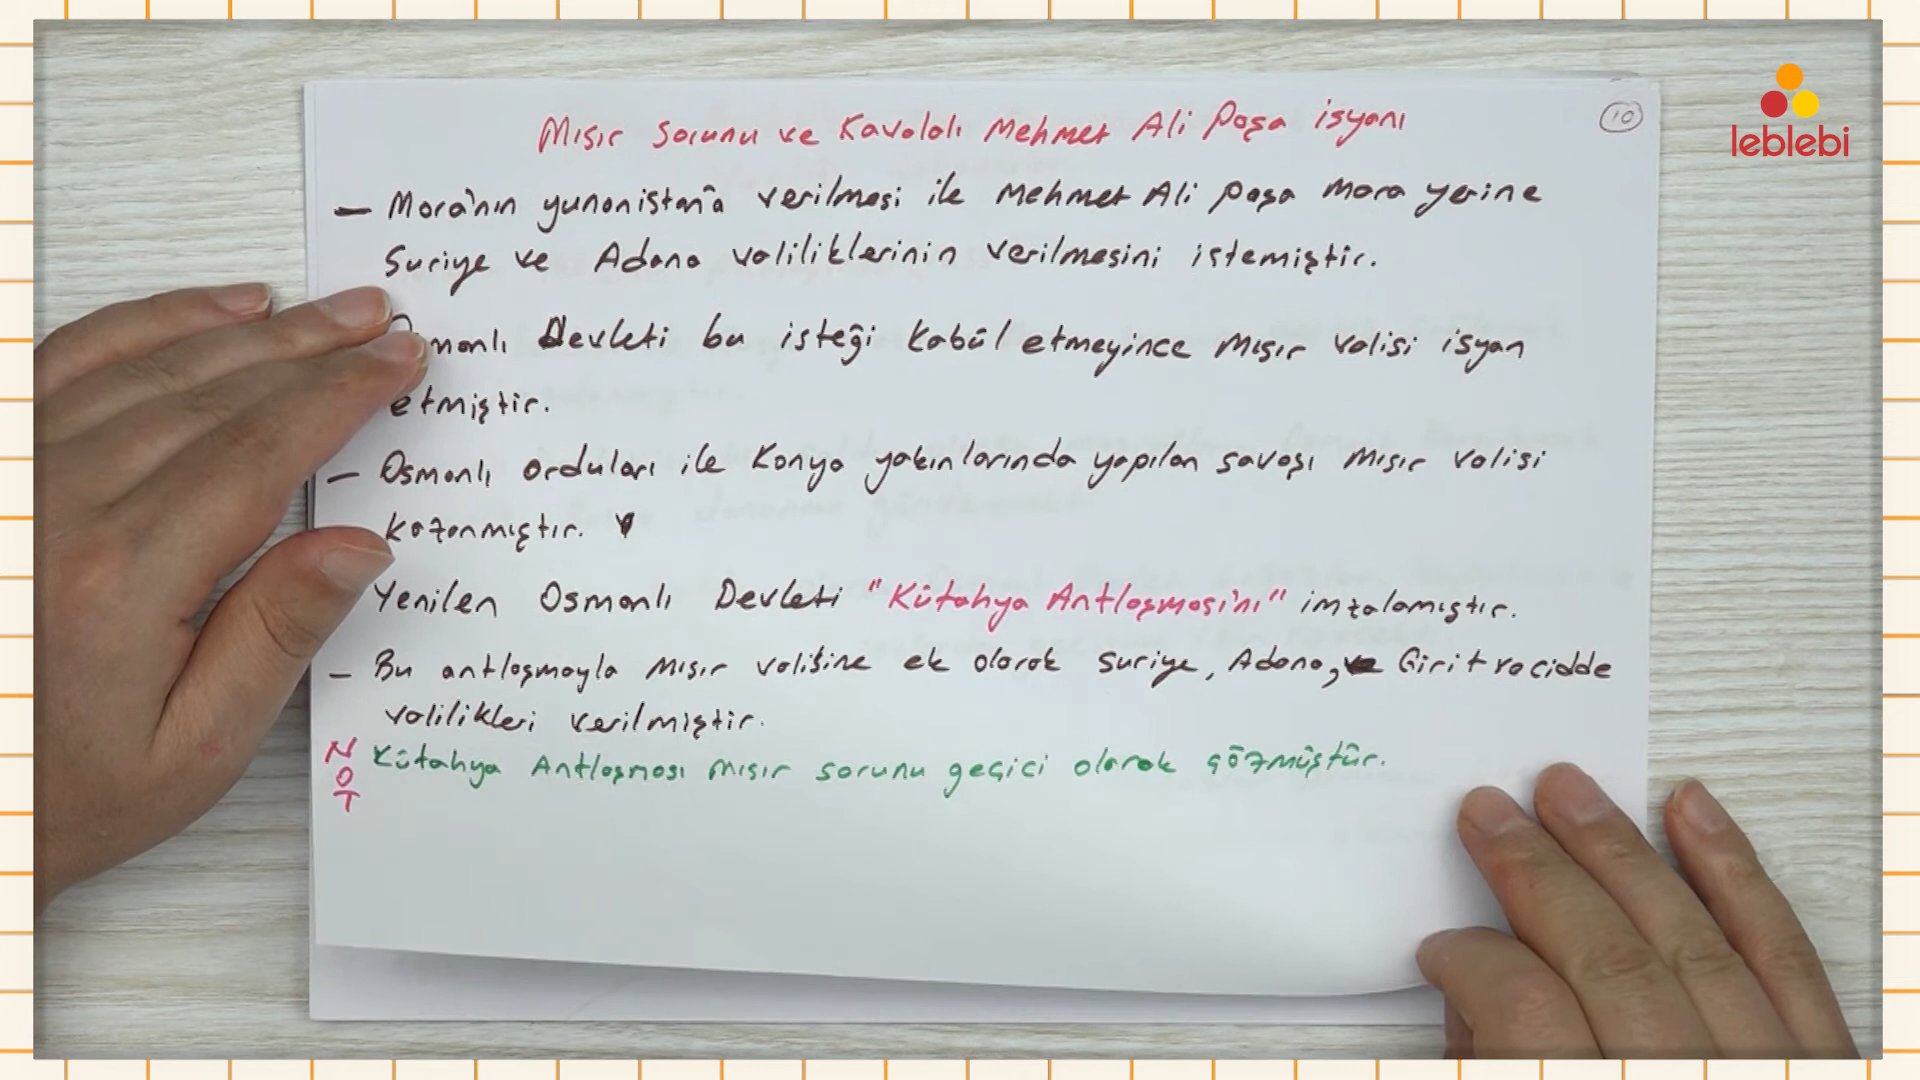 Mısır Sorunu ve Kavalalı Mehmet Ali Paşa isyanı
10
leblebi
— Mora'nın yunanistan'a verilmesi ile Mehmet Ali paşa Mora yerine
Suriye ve Adana valiliklerinin verilmesini istemiştir.
Devleti bu isteği kabûl etmeyince Mısır valisi isyan
etmiştir.
— Osmanlı orduları ile Konya yakınlarında yapılan savaşı Mısır valisi
kazanmıştır.
Yenilen Osmanlı Devleti "Kütahya Antlaşması'nı" imzalamıştır.
— Bu antlaşmayla Mısır valisine ek olarak Suriye, Adana, Girit ve cidde
valilikleri verilmiştir.
NOT Kütahya Antlaşması Mısır sorunu geçici olarak çözmüştür.